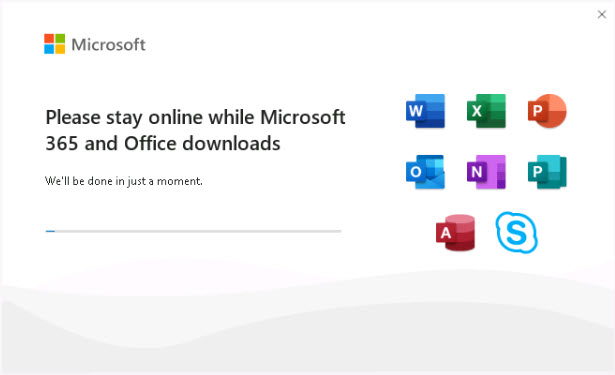 Microsoft
Please stay online while Microsoft
365 and Office downloads
We'll be done in just a moment.
W
X
P
O
N
P
A
S